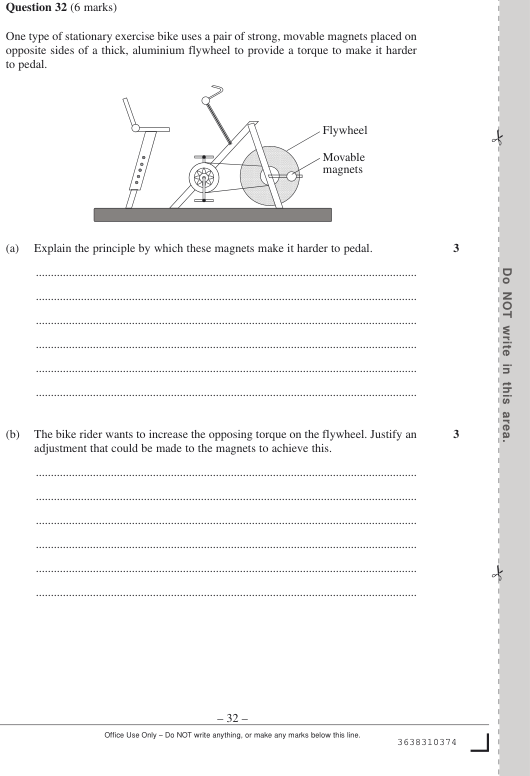 Question 32 (6 marks)
One type of stationary exercise bike uses a pair of strong, movable magnets placed on
opposite sides of a thick, aluminium flywheel to provide a torque to make it harder
to pedal.
Flywheel
Movable
magnets
(a) Explain the principle by which these magnets make it harder to pedal. 3
(b) The bike rider wants to increase the opposing torque on the flywheel. Justify an 3
adjustment that could be made to the magnets to achieve this.
– 32 –
Office Use Only – Do NOT write anything, or make any marks below this line.
3638310374
Do NOT write in this area.